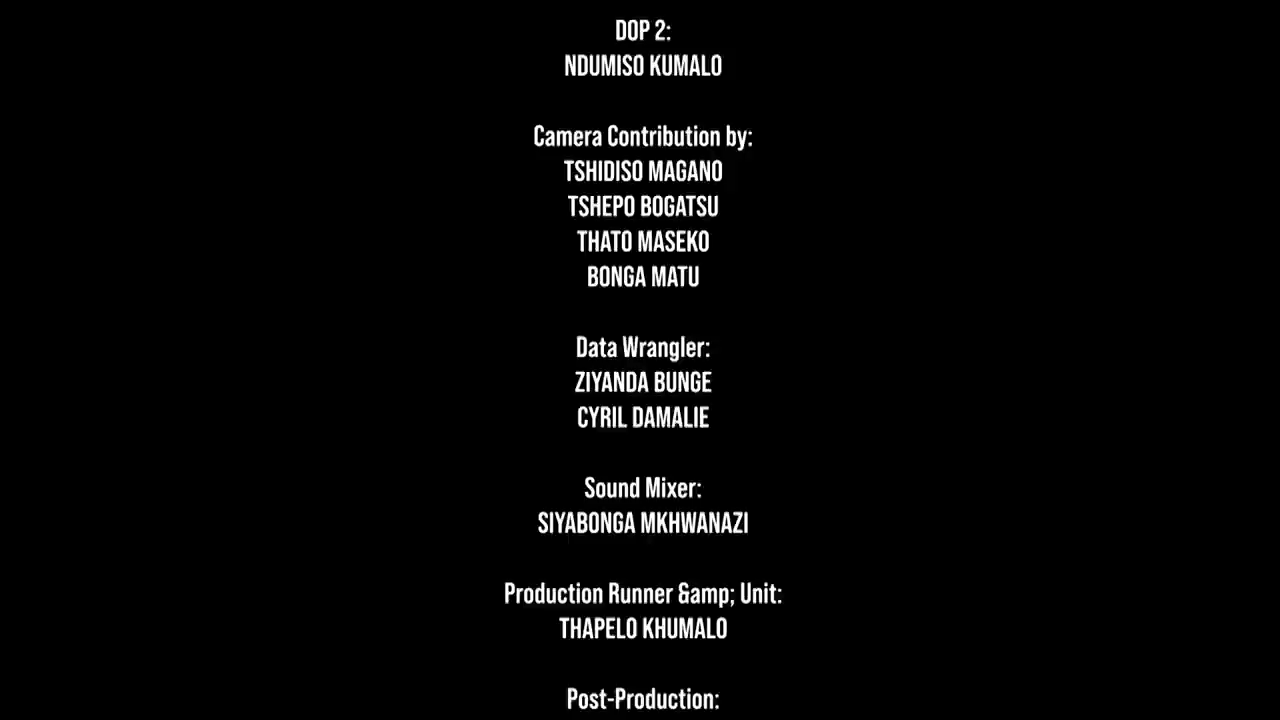 DOP 2:
NDUMISO KUMALO
Camera Contribution by:
TSHIDISO MAGANO
TSHEPO BOGATSU
THATO MASEKO
BONGA MATU
Data Wrangler:
ZIYANDA BUNGE
CYRIL DAMALIE
Sound Mixer:
SIYABONGA MKHWANAZI
Production Runner &amp; Unit:
THAPELO KHUMALO
Post-Production: